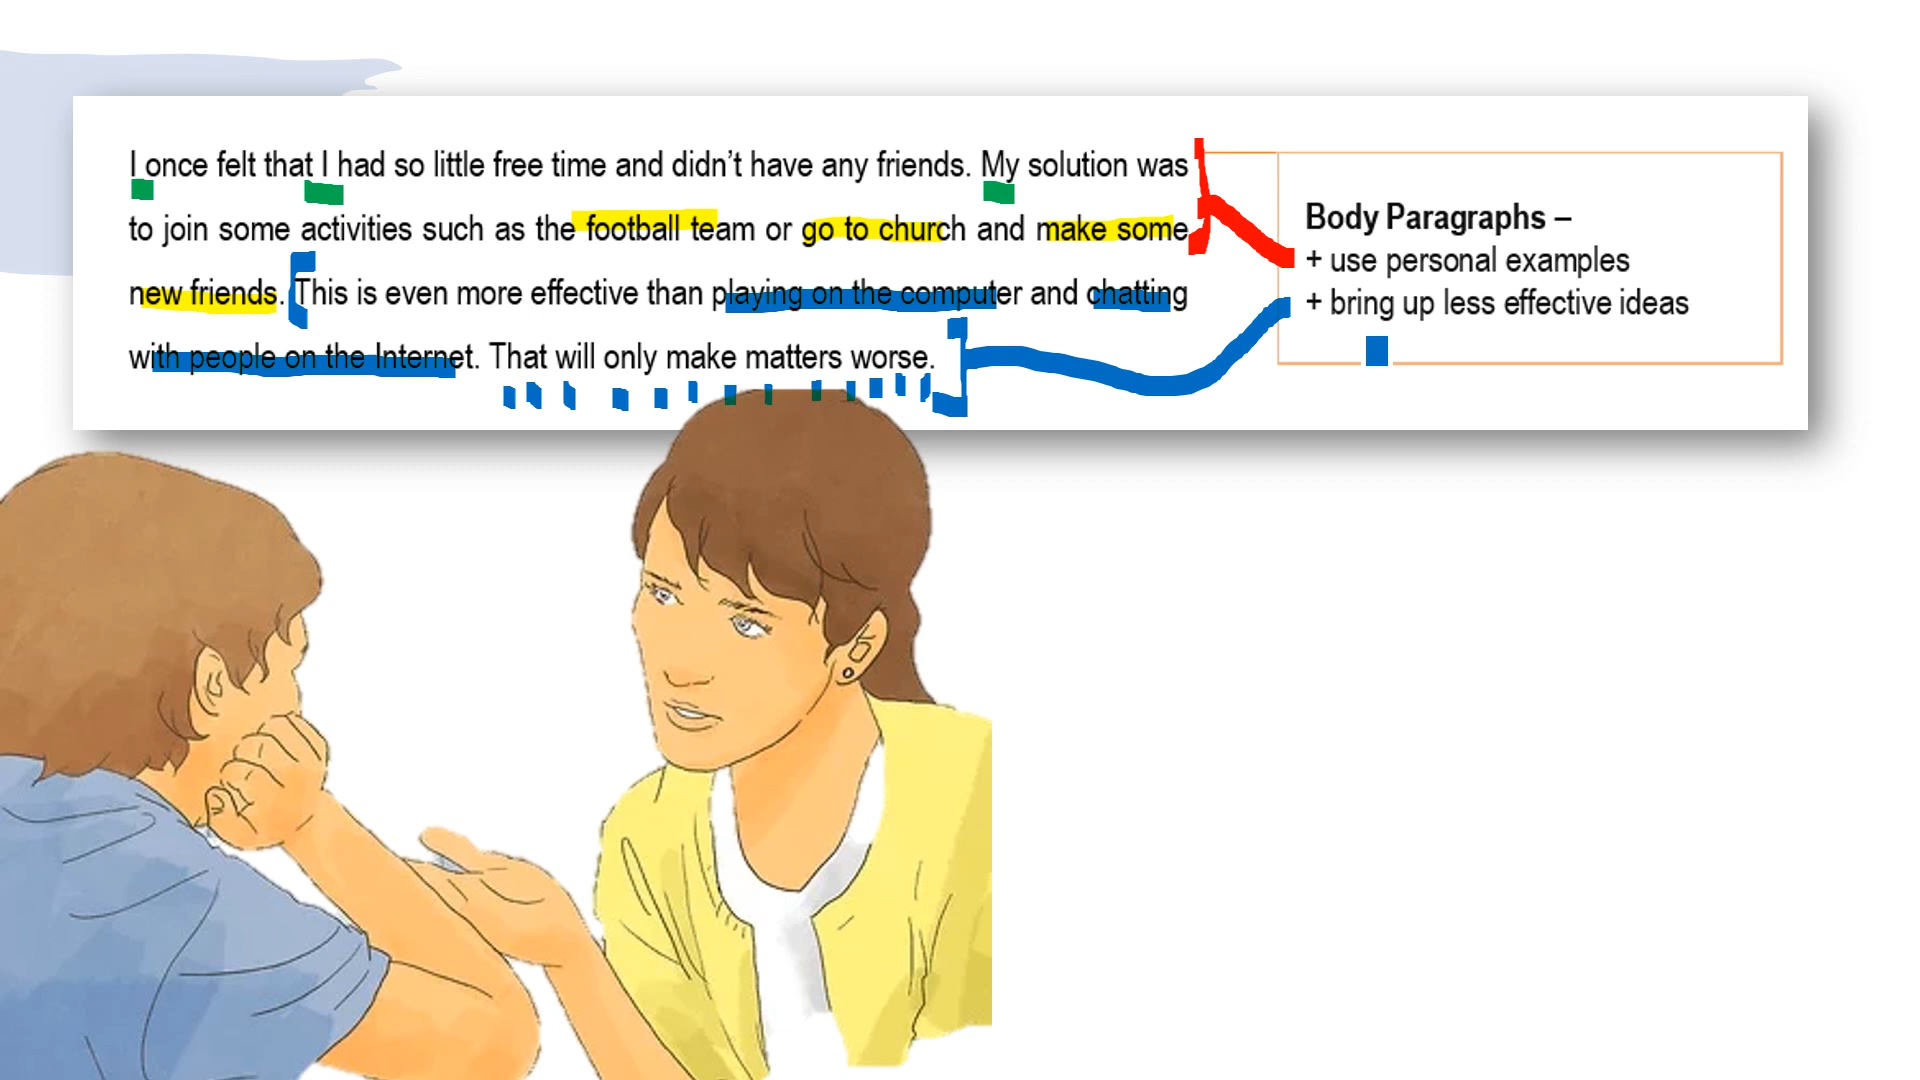 I once felt that I had so little free time and didn’t have any friends. My solution was
to join some activities such as the football team or go to church and make some
new friends. This is even more effective than playing on the computer and chatting
with people on the Internet. That will only make matters worse.
Body Paragraphs –
+ use personal examples
+ bring up less effective ideas